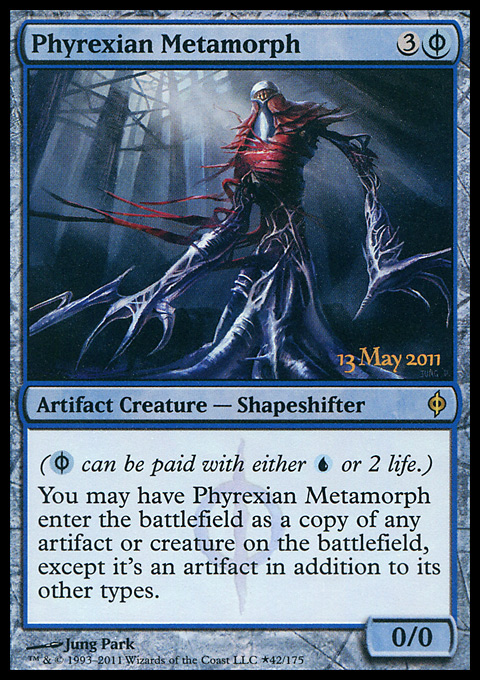 Phyrexian Metamorph 3
13 May 2011
Artifact Creature — Shapeshifter
( can be paid with either or 2 life.)
You may have Phyrexian Metamorph
enter the battlefield as a copy of any
artifact or creature on the battlefield,
except it's an artifact in addition to its
other types.
0/0
Jung Park
™ & © 1993–2011 Wizards of the Coast LLC ★42/175